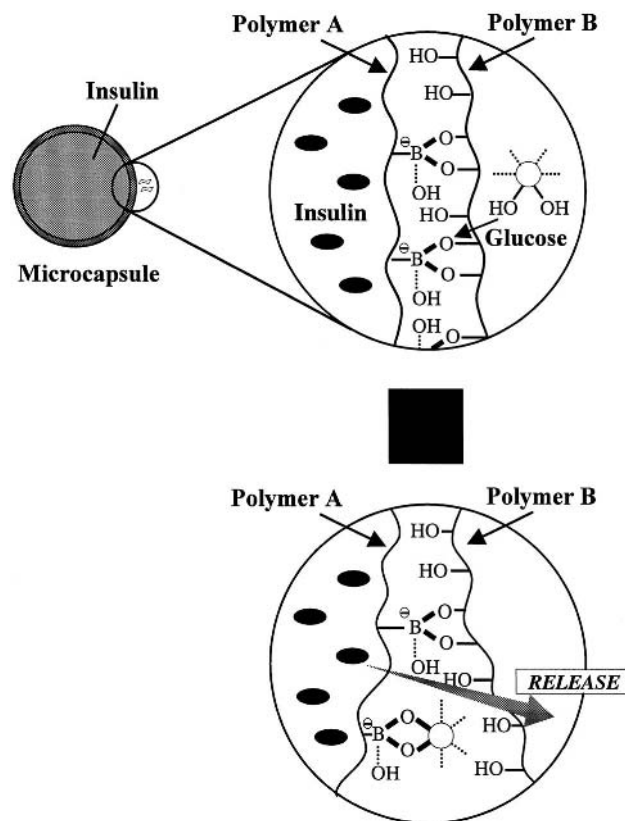 Polymer A
Polymer B
HO
Insulin
HO
⊖
B
O
O
OH
Insulin
HO
HO
OH
Glucose
Microcapsule
⊖
B
O
O
OH
OH
O
Polymer A
Polymer B
HO
HO
⊖
B
O
O
OH
HO
RELEASE
⊖
B
O
O
OH
HO
HO